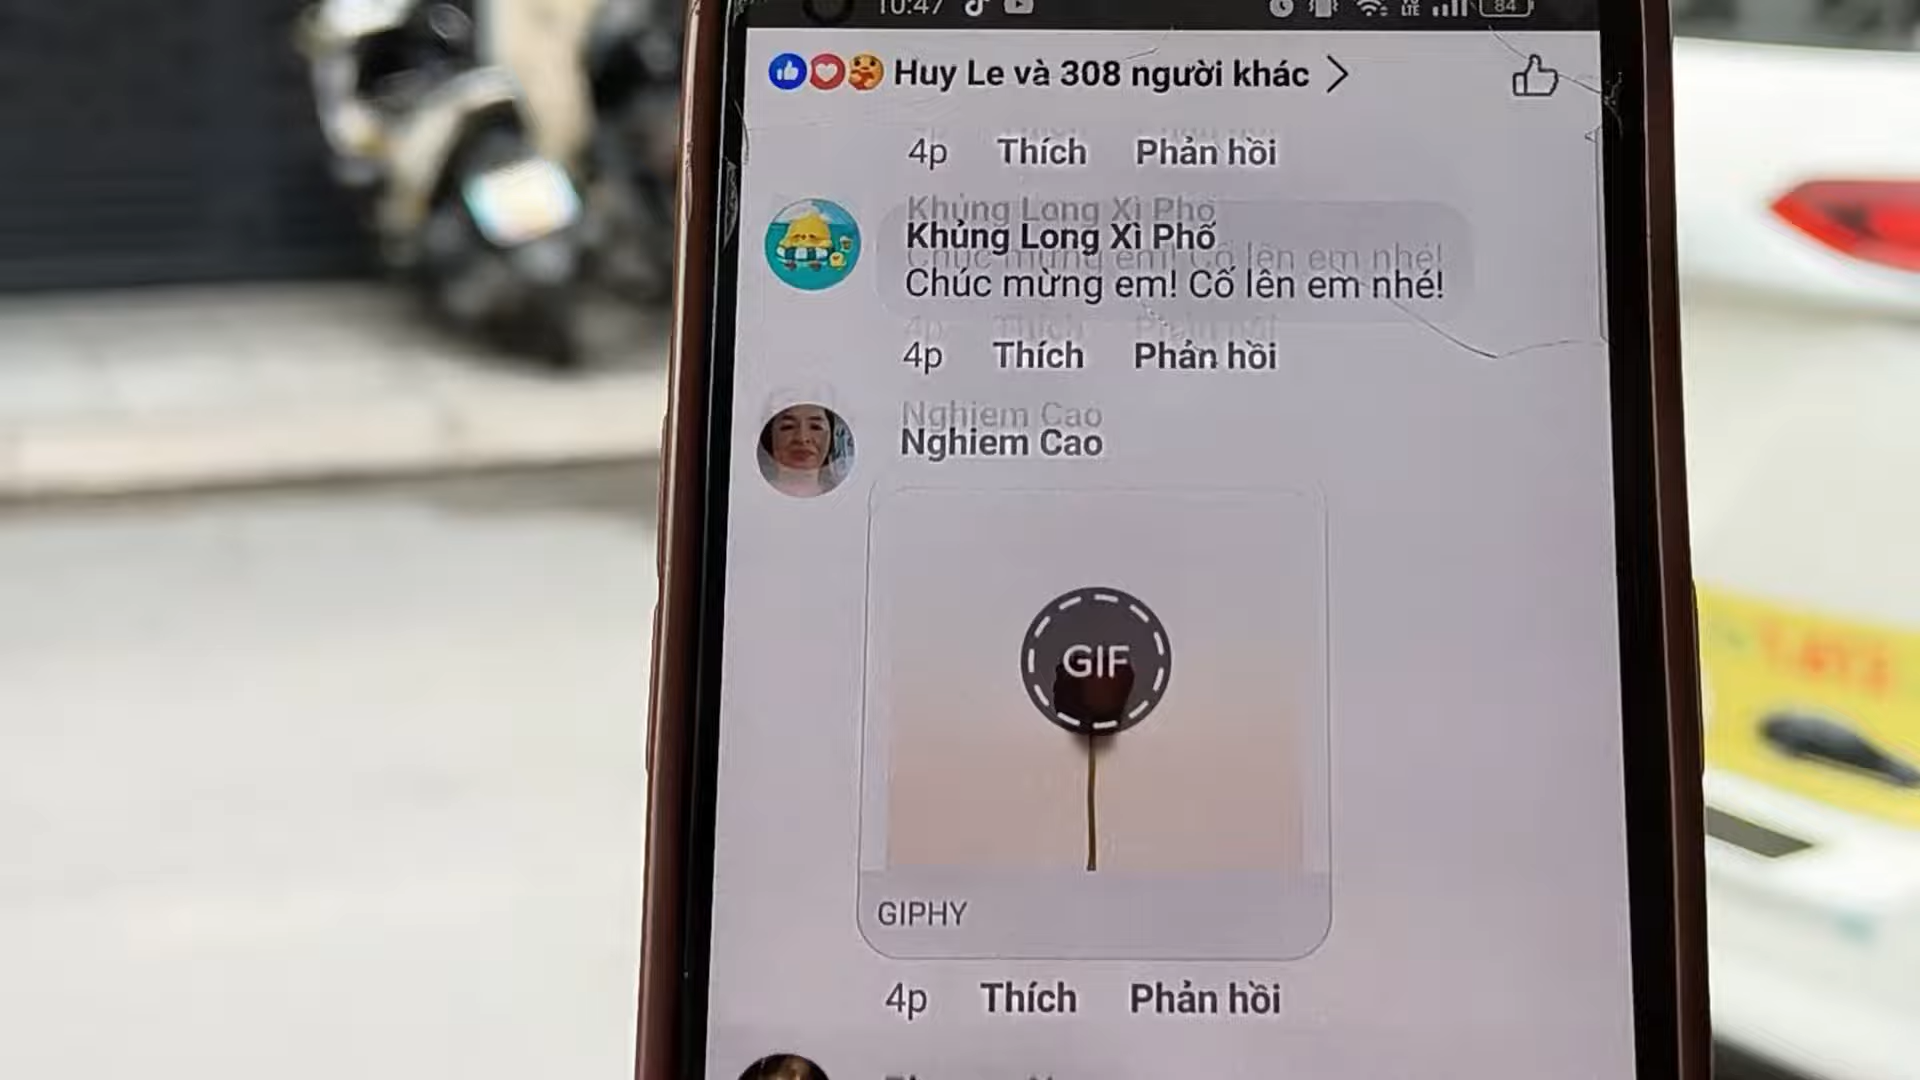 10:47
84
Huy Le và 308 người khác
4p Thích Phản hồi
Khủng Long Xì Phố
Chúc mừng em! Cố lên em nhé!
4p Thích Phản hồi
Nghiem Cao
GIF
GIPHY
4p Thích Phản hồi